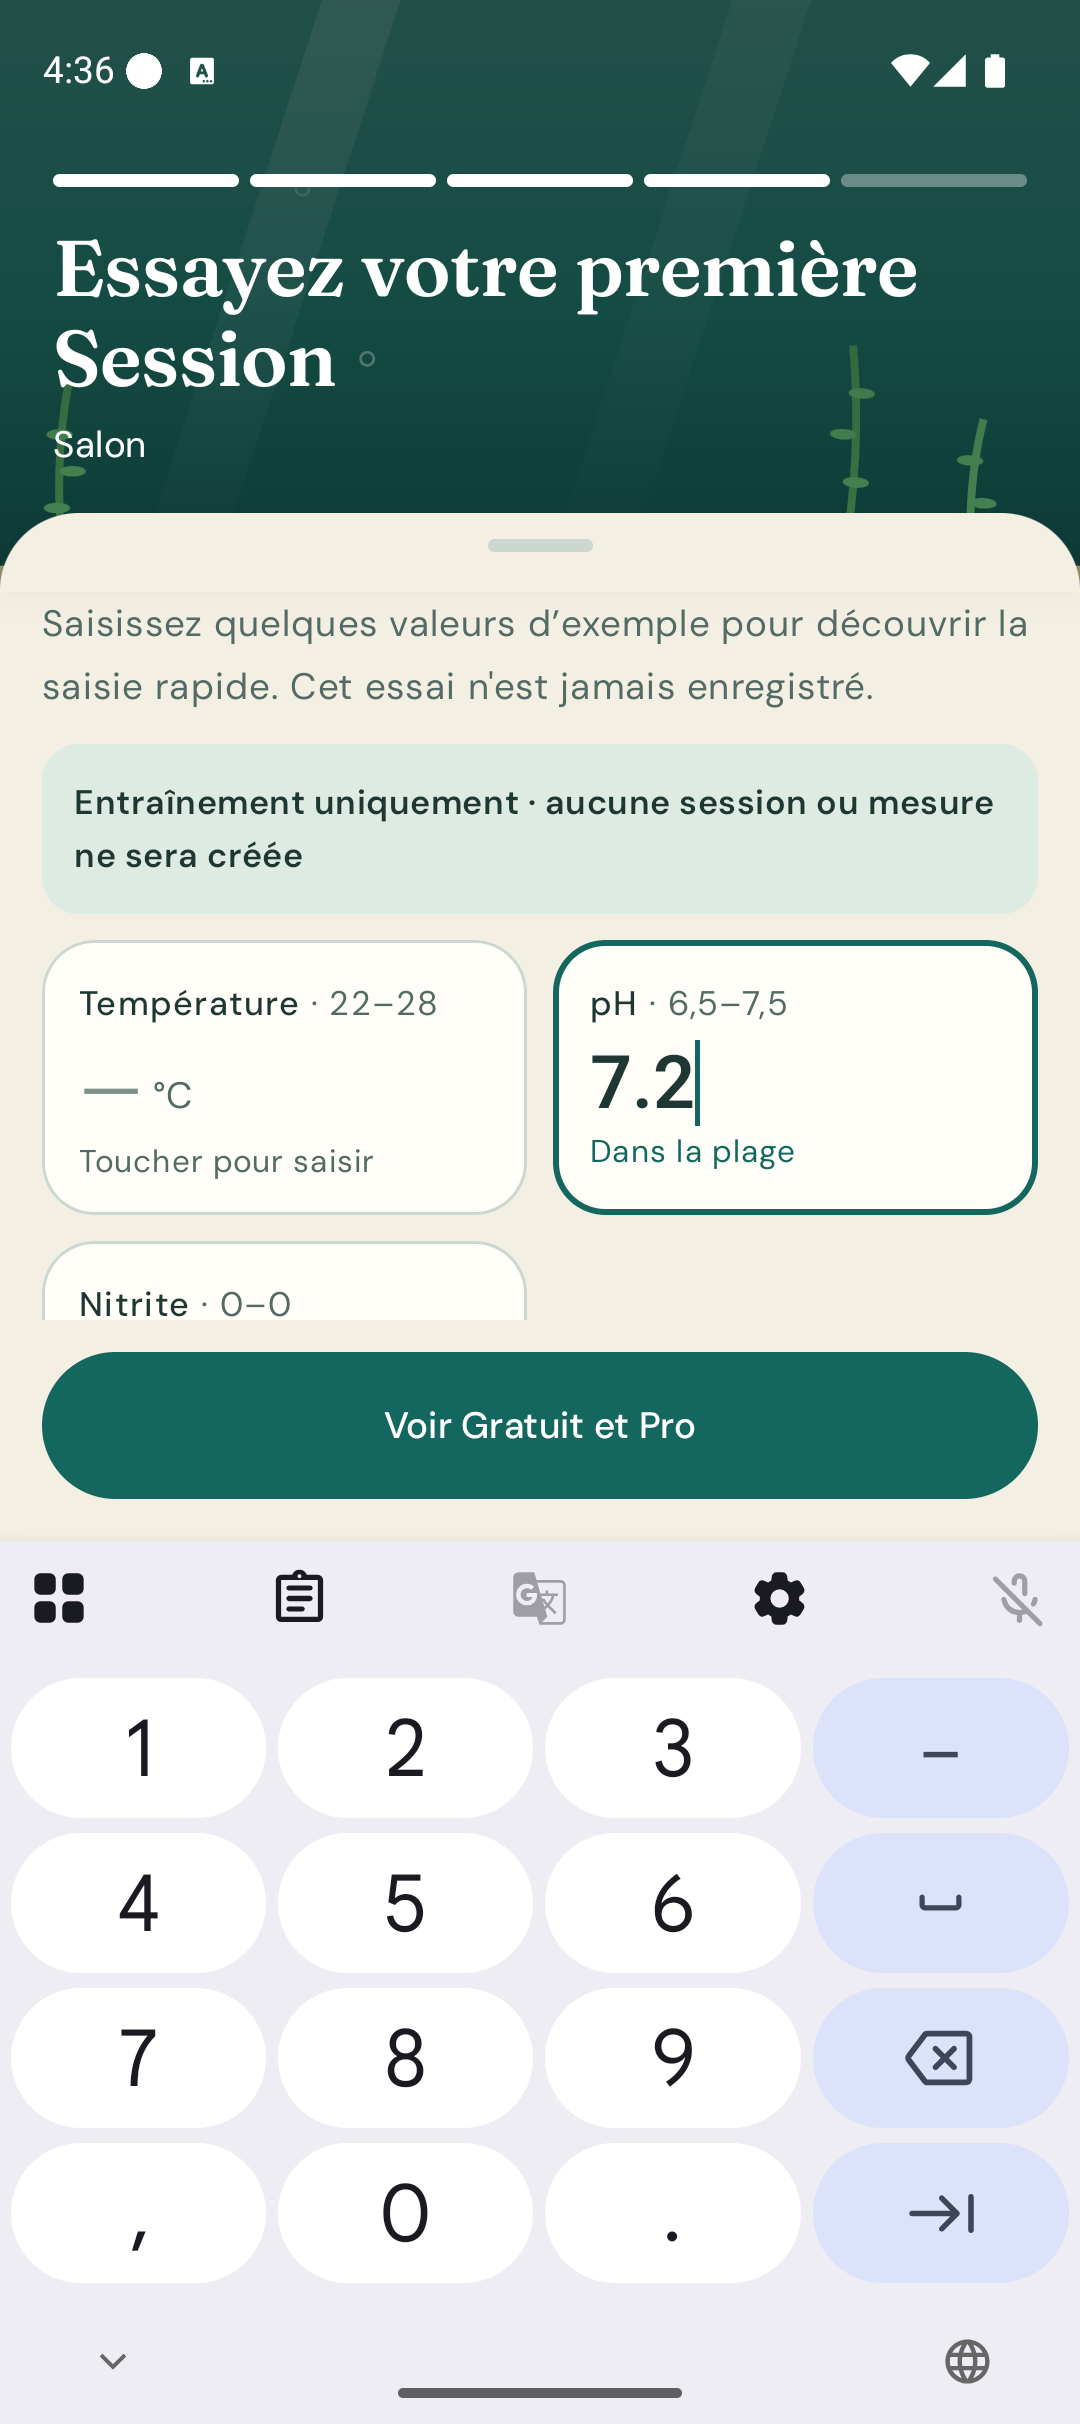 4:36
Essayez votre première
Session
Salon
Saisissez quelques valeurs d’exemple pour découvrir la
saisie rapide. Cet essai n'est jamais enregistré.
Entraînement uniquement · aucune session ou mesure
ne sera créée
Température · 22–28
— °C
Toucher pour saisir
pH · 6,5–7,5
7.2
Dans la plage
Nitrite · 0–0
Voir Gratuit et Pro
1 2 3 –
4 5 6
7 8 9
, 0 .